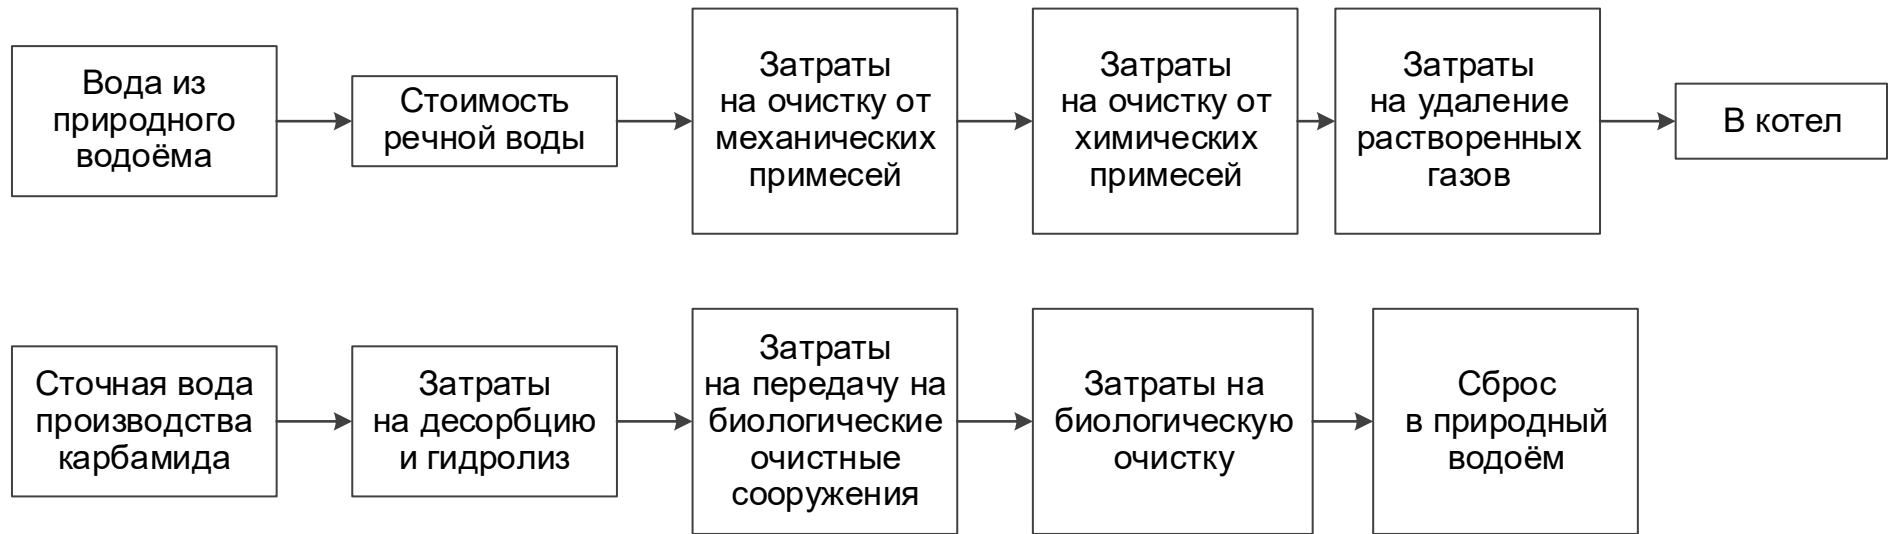 Вода из
природного
водоёма
Стоимость
речной воды
Затраты
на очистку от
механических
примесей
Затраты
на очистку от
химических
примесей
Затраты
на удаление
растворенных
газов
В котел
Сточная вода
производства
карбамида
Затраты
на десорбцию
и гидролиз
Затраты
на передачу на
биологические
очистные
сооружения
Затраты на
биологическую
очистку
Сброс
в природный
водоём